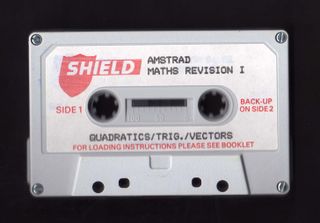 SHIELD
AMSTRAD
MATHS REVISION I
SIDE 1
BACK-UP
ON SIDE 2
QUADRATICS/TRIG./VECTORS
FOR LOADING INSTRUCTIONS PLEASE SEE BOOKLET